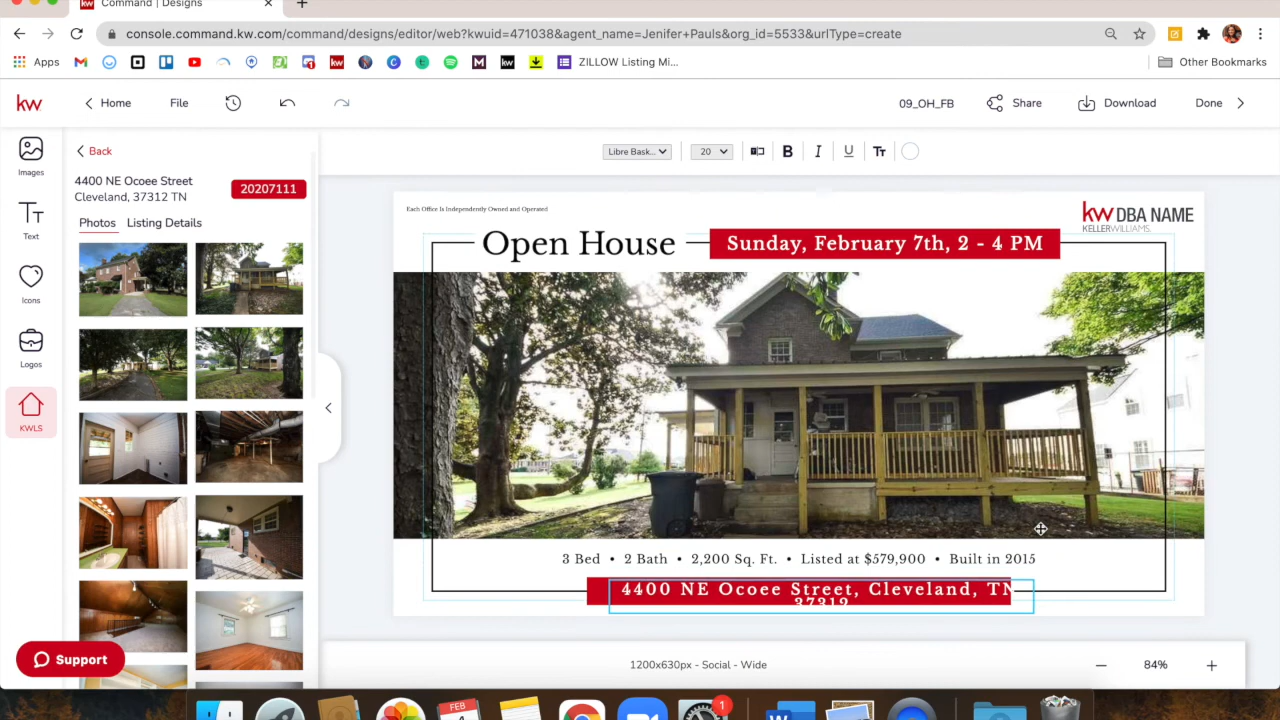 Command | Designs
console.command.kw.com/command/designs/editor/web?kwuid=471038&agent_name=Jenifer+Pauls&org_id=5533&urlType=create
Apps
kw
kw
ZILLOW Listing Mi...
Other Bookmarks
kw
Home
File
09_OH_FB
Share
Download
Done
Images
Text
Icons
Logos
KWLS
Back
4400 NE Ocoee Street
Cleveland, 37312 TN
20207111
Photos
Listing Details
Libre Bask...
20
B
I
U
TT
Each Office Is Independently Owned and Operated
kw DBA NAME
KELLERWILLIAMS.
Open House
Sunday, February 7th, 2 - 4 PM
3 Bed • 2 Bath • 2,200 Sq. Ft. • Listed at $579,900 • Built in 2015
4400 NE Ocoee Street, Cleveland, TN
37312
Support
1200x630px - Social - Wide
84%
FEB
1